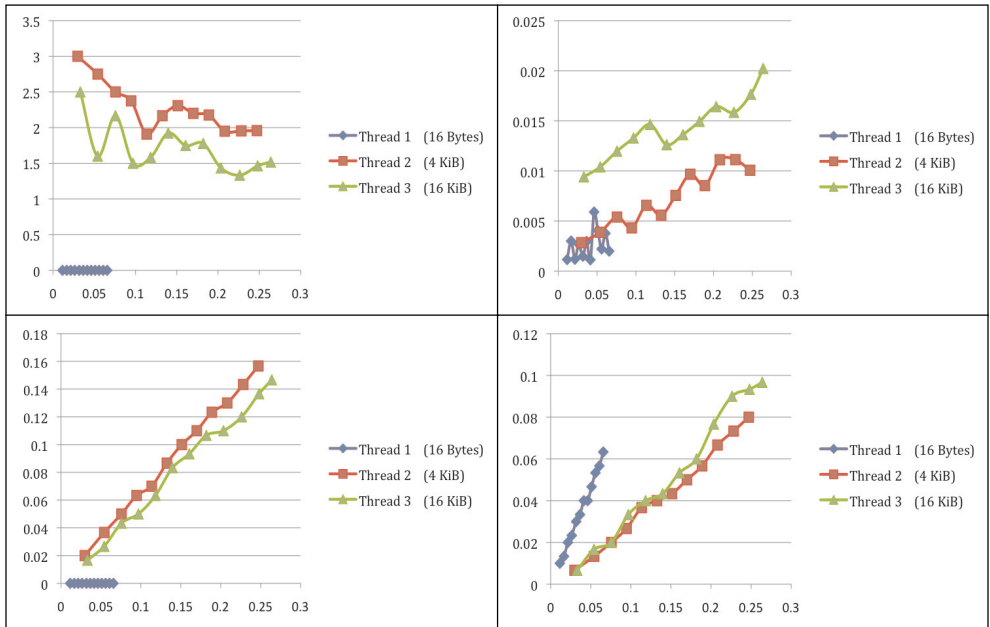 3.5
3
2.5
2
1.5
1
0.5
0
0 0.05 0.1 0.15 0.2 0.25 0.3
Thread 1 (16 Bytes)
Thread 2 (4 KiB)
Thread 3 (16 KiB)
0.025
0.02
0.015
0.01
0.005
0
0 0.05 0.1 0.15 0.2 0.25 0.3
Thread 1 (16 Bytes)
Thread 2 (4 KiB)
Thread 3 (16 KiB)
0.18
0.16
0.14
0.12
0.1
0.08
0.06
0.04
0.02
0
0 0.05 0.1 0.15 0.2 0.25 0.3
Thread 1 (16 Bytes)
Thread 2 (4 KiB)
Thread 3 (16 KiB)
0.12
0.1
0.08
0.06
0.04
0.02
0
0 0.05 0.1 0.15 0.2 0.25 0.3
Thread 1 (16 Bytes)
Thread 2 (4 KiB)
Thread 3 (16 KiB)